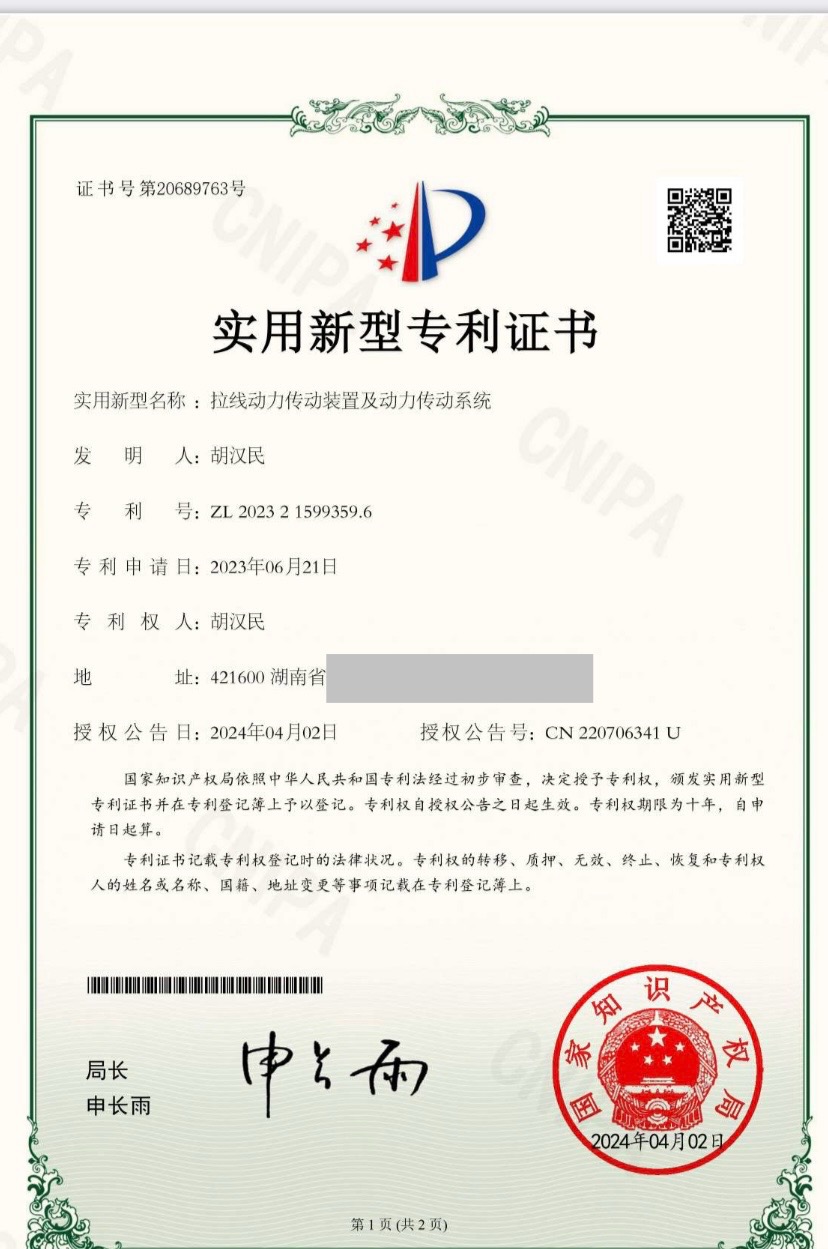 证书号第20689763号
实用新型专利证书
实用新型名称：拉线动力传动装置及动力传动系统
发明人：胡汉民
专利号：ZL 2023 2 1599359.6
专利申请日：2023年06月21日
专利权人：胡汉民
地址：421600 湖南省
授权公告日：2024年04月02日 授权公告号：CN 220706341 U
国家知识产权局依照中华人民共和国专利法经过初步审查，决定授予专利权，颁发实用新型
专利证书并在专利登记簿上予以登记。专利权自授权公告之日起生效。专利权期限为十年，自申
请日起算。
专利证书记载专利权登记时的法律状况。专利权的转移、质押、无效、终止、恢复和专利权
人的姓名或名称、国籍、地址变更等事项记载在专利登记簿上。
局长
申长雨
申长雨
国家知识产权局
2024年04月02日
第1页(共2页)
CNIPA
CNIPA
CNIPA